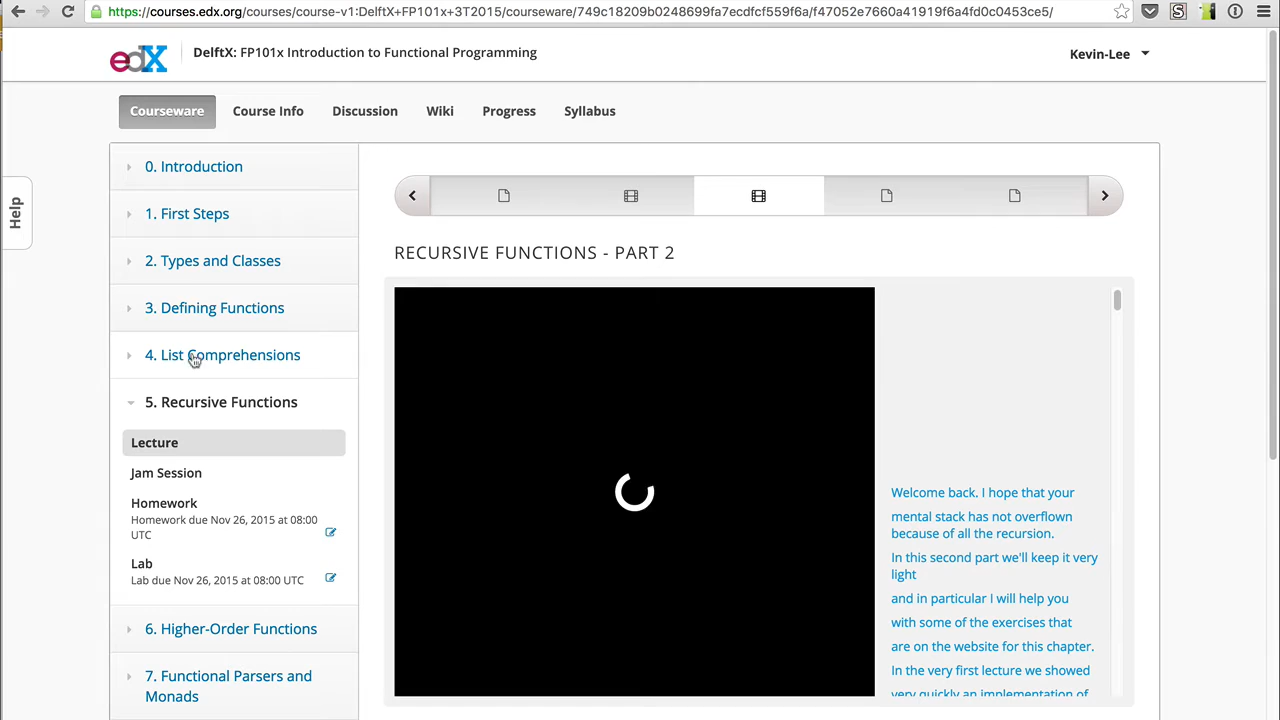 https://courses.edx.org/courses/course-v1:DelftX+FP101x+3T2015/courseware/749c18209b0248699fa7ecdfcf55956a/f47052e7660a41919f6a4fd0c0453ce5/
edX
DelftX: FP101x Introduction to Functional Programming
Kevin-Lee
Courseware
Course Info
Discussion
Wiki
Progress
Syllabus
Help
0. Introduction
1. First Steps
2. Types and Classes
3. Defining Functions
4. List Comprehensions
5. Recursive Functions
Lecture
Jam Session
Homework
Homework due Nov 26, 2015 at 08:00
UTC
Lab
Lab due Nov 26, 2015 at 08:00 UTC
6. Higher-Order Functions
7. Functional Parsers and
Monads
RECURSIVE FUNCTIONS - PART 2
Welcome back. I hope that your
mental stack has not overflown
because of all the recursion.
In this second part we'll keep it very
light
and in particular I will help you
with some of the exercises that
are on the website for this chapter.
In the very first lecture we showed
very quickly an implementation of